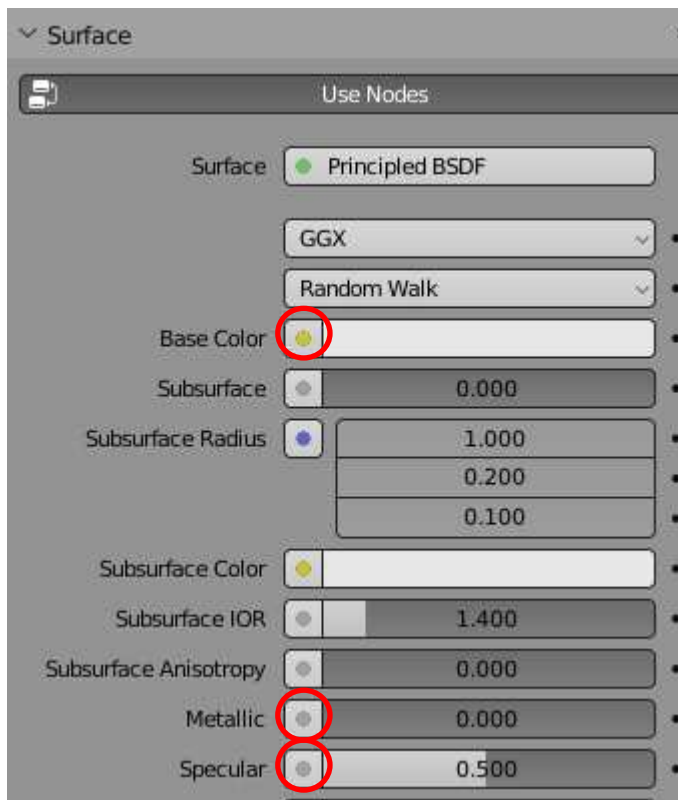 Surface
Use Nodes
Surface Principled BSDF
GGX
Random Walk
Base Color
Subsurface 0.000
Subsurface Radius 1.000
0.200
0.100
Subsurface Color
Subsurface IOR 1.400
Subsurface Anisotropy 0.000
Metallic 0.000
Specular 0.500